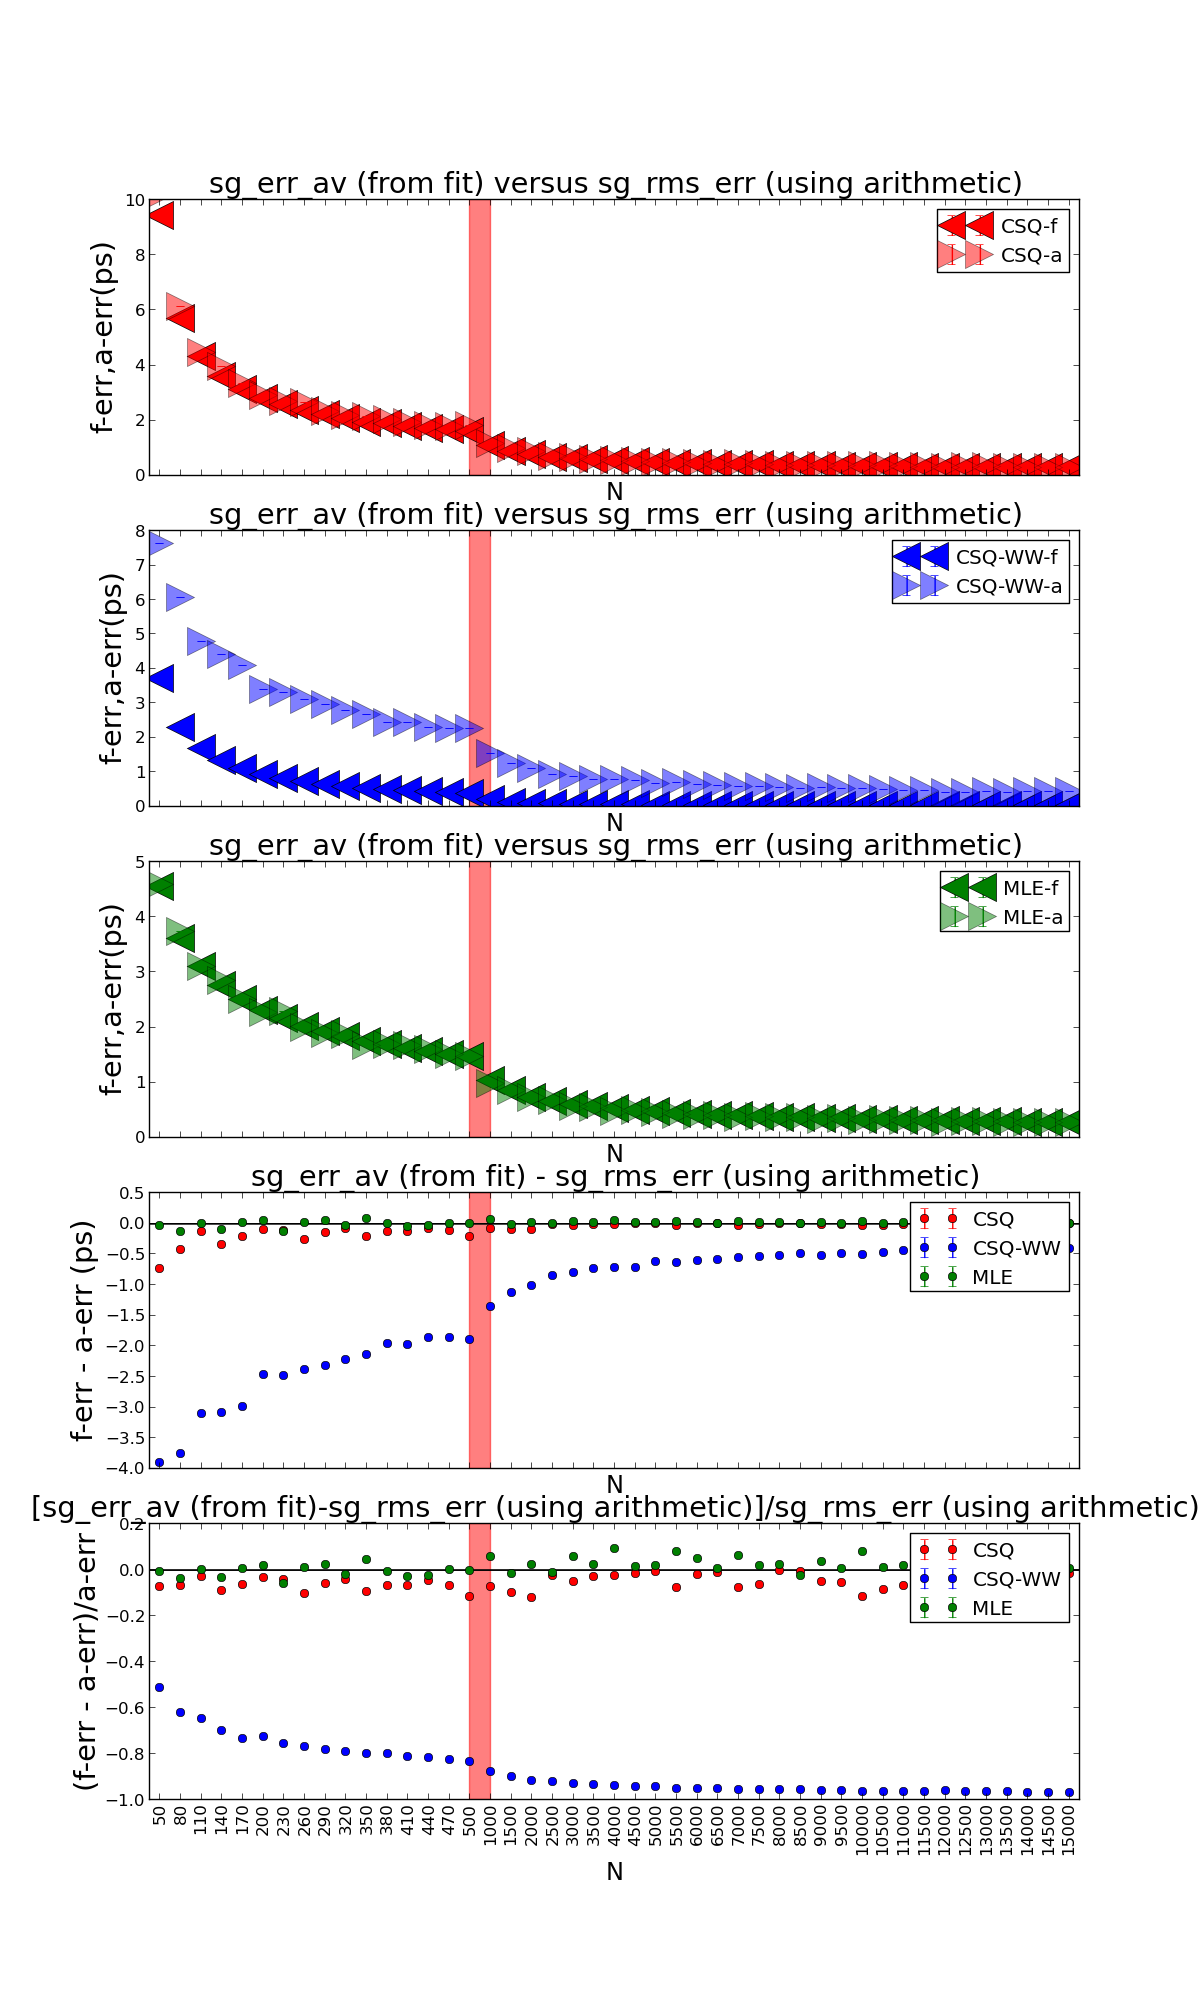 sg_err_av (from fit) versus sg_rms_err (using arithmetic)
10
8
6
4
2
0
f-err,a-err(ps)
CSQ-f
CSQ-a
N
sg_err_av (from fit) versus sg_rms_err (using arithmetic)
8
7
6
5
4
3
2
1
0
f-err,a-err(ps)
CSQ-WW-f
CSQ-WW-a
N
sg_err_av (from fit) versus sg_rms_err (using arithmetic)
5
4
3
2
1
0
f-err,a-err(ps)
MLE-f
MLE-a
N
sg_err_av (from fit) - sg_rms_err (using arithmetic)
0.5
0.0
−0.5
−1.0
−1.5
−2.0
−2.5
−3.0
−3.5
−4.0
f-err - a-err (ps)
CSQ
CSQ-WW
MLE
N
[sg_err_av (from fit)-sg_rms_err (using arithmetic)]/sg_rms_err (using arithmetic)
0.2
0.0
−0.2
−0.4
−0.6
−0.8
−1.0
(f-err - a-err)/a-err
CSQ
CSQ-WW
MLE
50 80 110 140 170 200 230 260 290 320 350 380 410 440 470 500 1000 1500 2000 2500 3000 3500 4000 4500 5000 5500 6000 6500 7000 7500 8000 8500 9000 9500 10000 10500 11000 11500 12000 12500 13000 13500 14000 14500 15000
N